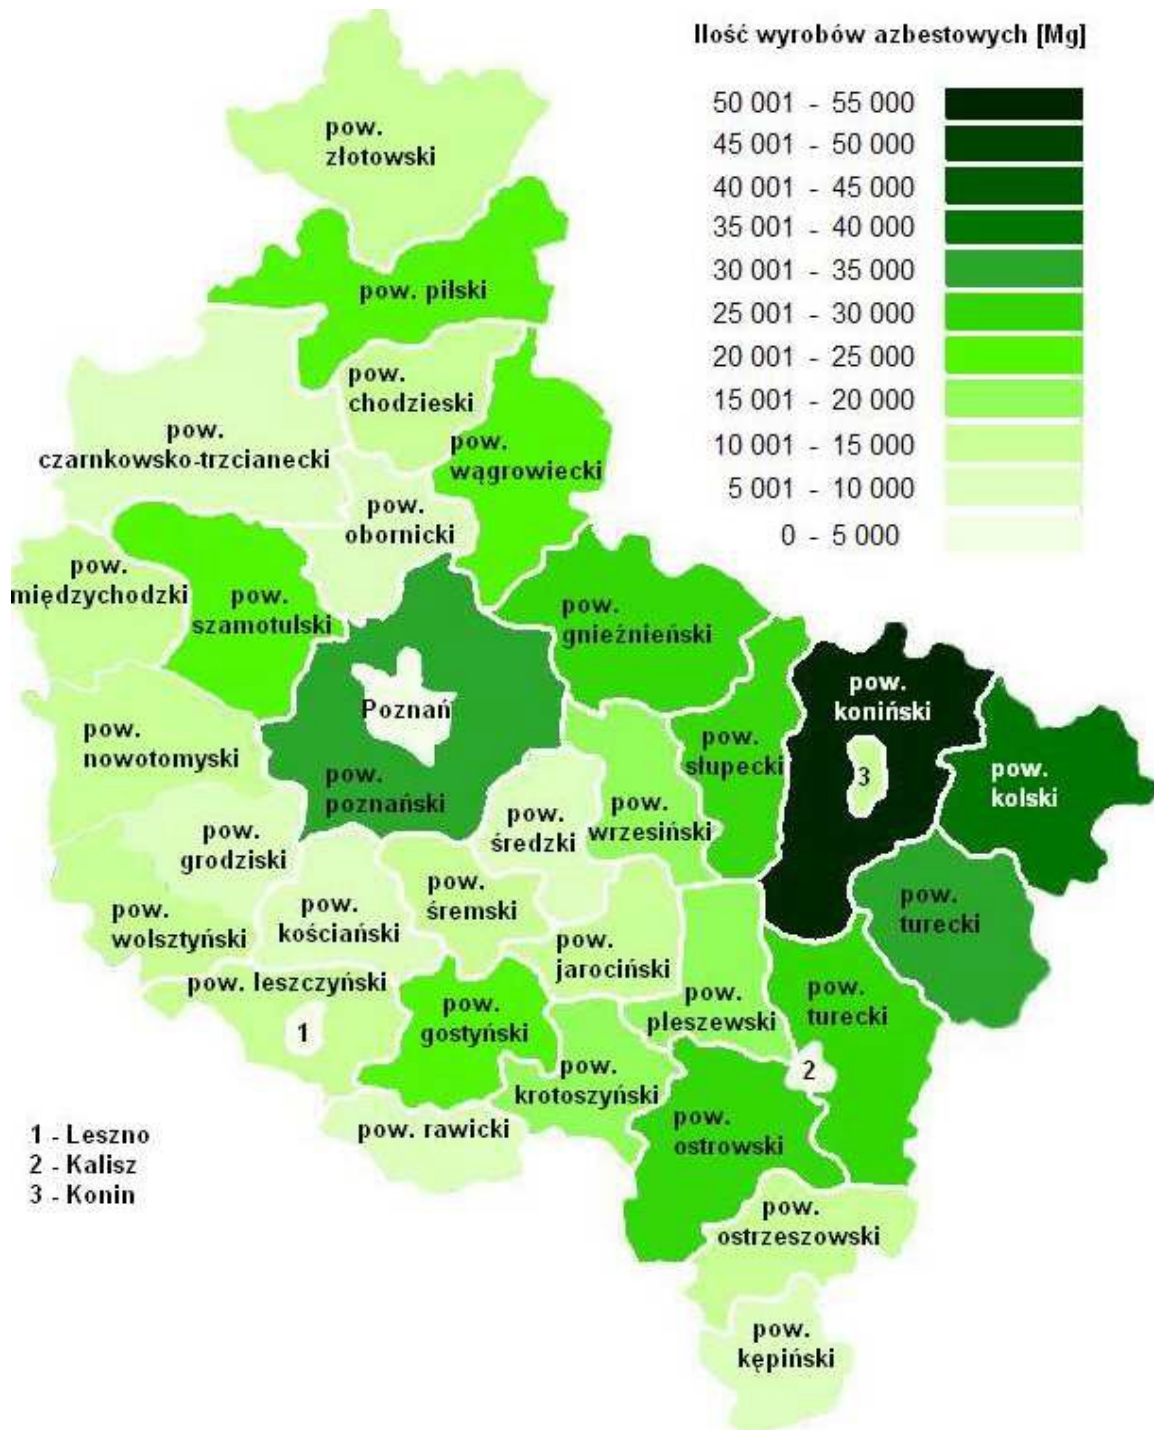 Ilość wyrobów azbestowych [Mg]
50 001 - 55 000
45 001 - 50 000
40 001 - 45 000
35 001 - 40 000
30 001 - 35 000
25 001 - 30 000
20 001 - 25 000
15 001 - 20 000
10 001 - 15 000
5 001 - 10 000
0 - 5 000
pow.
złotowski
pow. pilski
pow.
chodzieski
pow.
czarnkowsko-trzcianecki
pow.
wągrowiecki
pow.
obornicki
pow.
międzychodzki
pow.
szamotulski
pow.
gnieźnieński
Poznań
pow.
poznański
pow.
nowotomyski
pow.
koniński
3
pow.
słupecki
pow.
kolski
pow.
wrzesiński
pow.
średzki
pow.
grodziski
pow.
śremski
pow.
kościański
pow.
wolsztyński
pow.
turecki
pow.
jarociński
pow. leszczyński
1
pow.
gostyński
pow.
pleszewski
pow.
turecki
2
pow.
krotoszyński
pow. rawicki
pow.
ostrowski
pow.
ostrzeszowski
pow.
kępiński
1 - Leszno
2 - Kalisz
3 - Konin